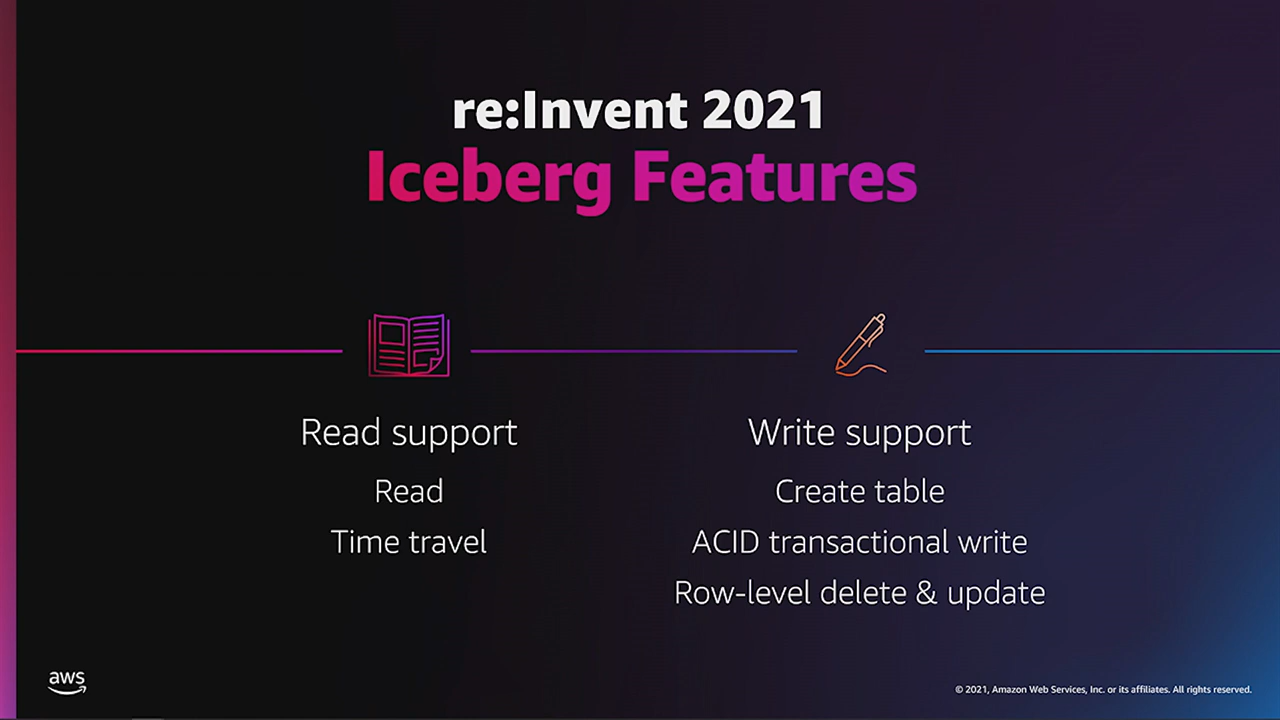 re:Invent 2021
Iceberg Features
Read support
Read
Time travel
Write support
Create table
ACID transactional write
Row-level delete & update
aws
© 2021, Amazon Web Services, Inc. or its affiliates. All rights reserved.